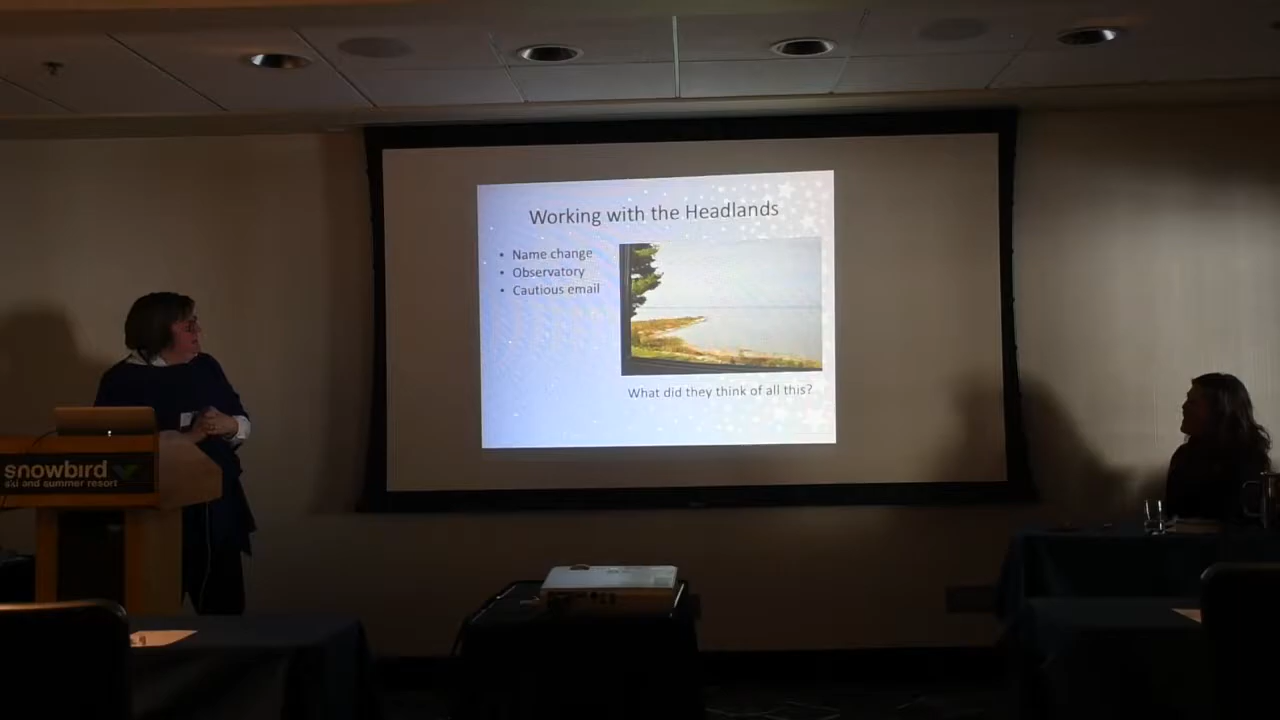 Working with the Headlands
• Name change
• Observatory
• Cautious email
What did they think of all this?
snowbird
ski and summer resort